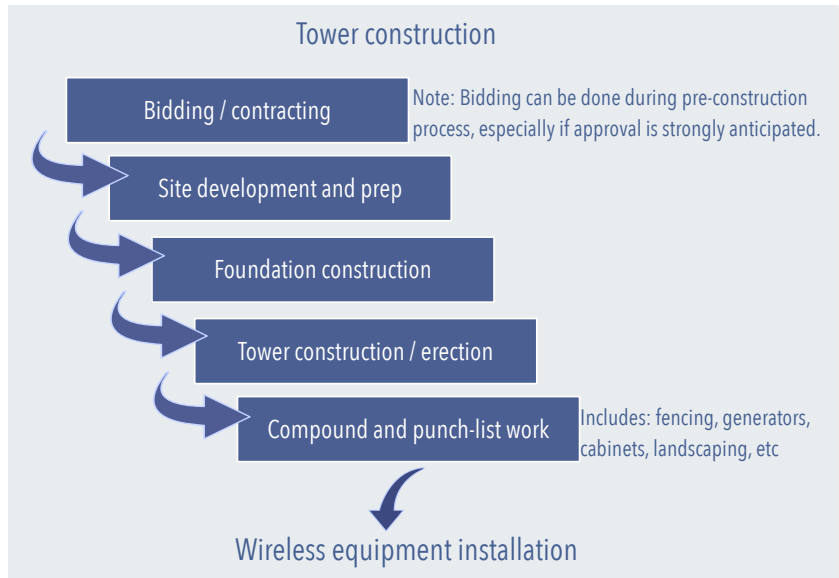 Tower construction
Bidding / contracting
Note: Bidding can be done during pre-construction
process, especially if approval is strongly anticipated.
Site development and prep
Foundation construction
Tower construction / erection
Compound and punch-list work
Includes: fencing, generators,
cabinets, landscaping, etc
Wireless equipment installation